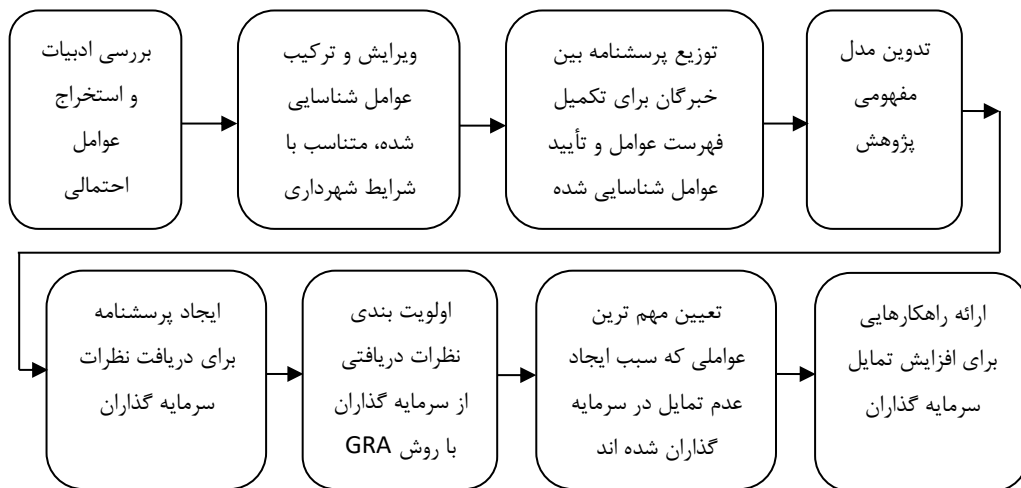 بررسی ادبیات
و استخراج
عوامل
احتمالی
ویرایش و ترکیب
عوامل شناسایی
شده، متناسب با
شرایط شهرداری
توزیع پرسشنامه بین
خبرگان برای تکمیل
فهرست عوامل و تأیید
عوامل شناسایی شده
تدوین مدل
مفهومی
پژوهش
ایجاد پرسشنامه
برای دریافت نظرات
سرمایه گذاران
اولویت بندی
نظرات دریافتی
از سرمایه گذاران
با روش GRA
تعیین مهم ترین
عواملی که سبب ایجاد
عدم تمایل در سرمایه
گذاران شده اند
ارائه راهکارهایی
برای افزایش تمایل
سرمایه گذاران